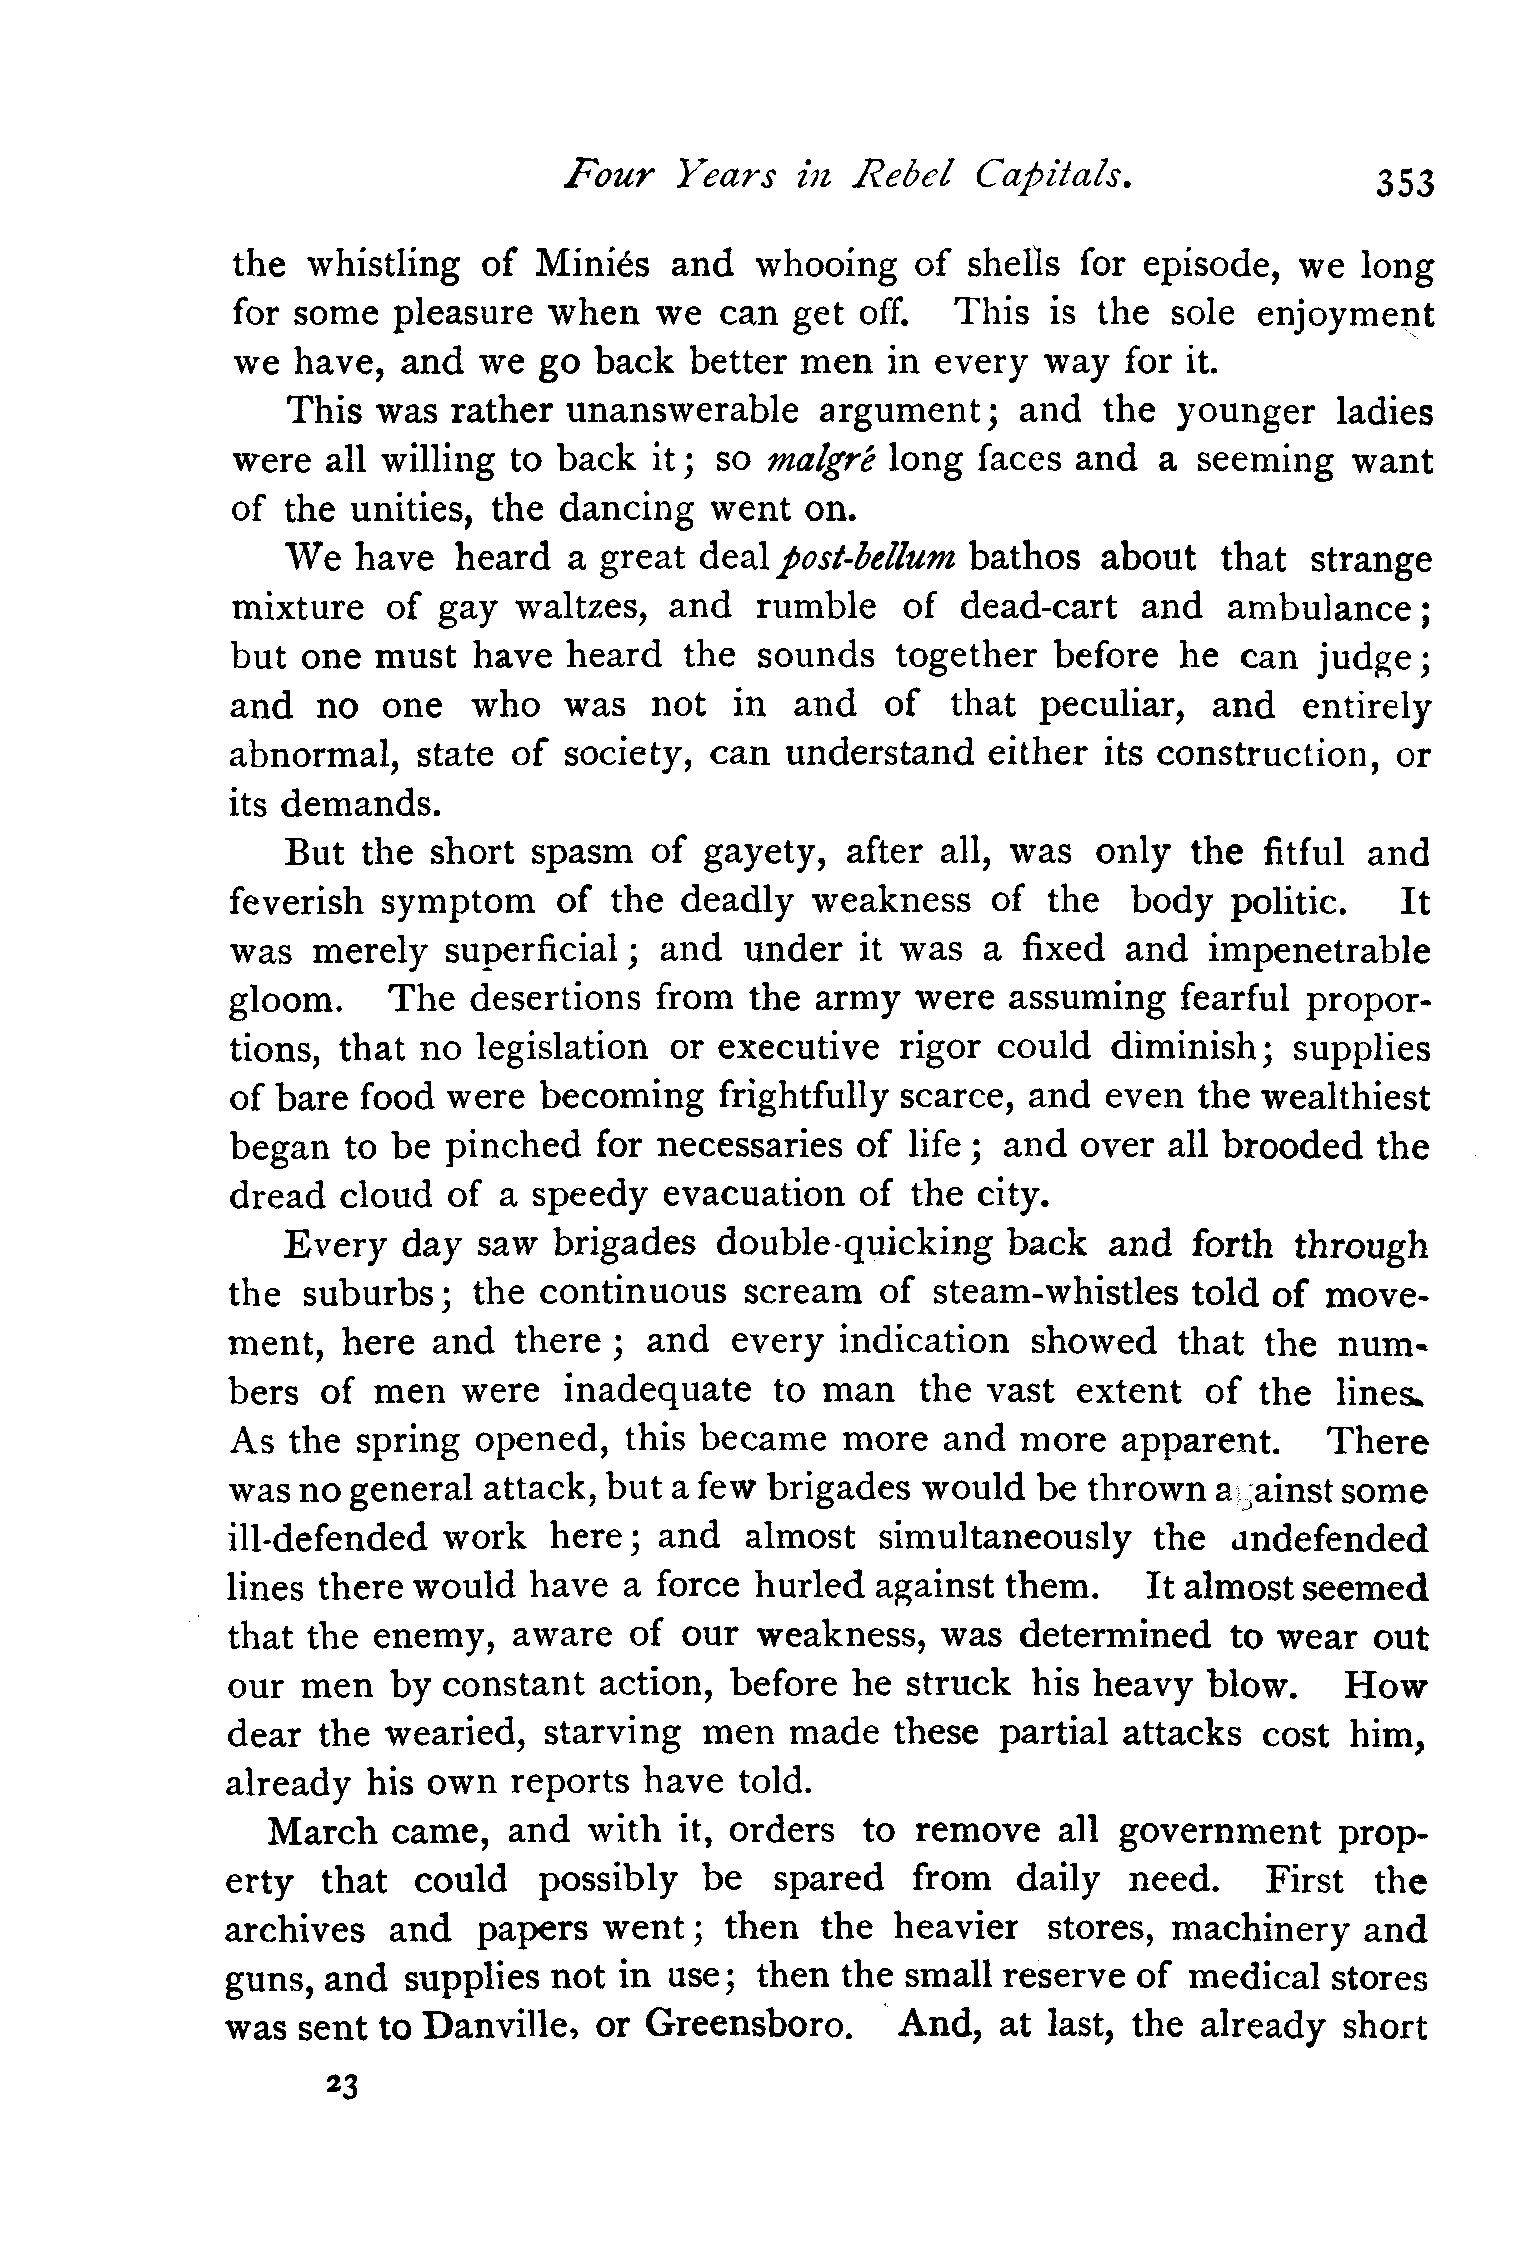 Four Years in Rebel Capitals. 353
the whistling of Miniés and whooing of shells for episode, we long
for some pleasure when we can get off. This is the sole enjoyment
we have, and we go back better men in every way for it.
This was rather unanswerable argument; and the younger ladies
were all willing to back it; so malgré long faces and a seeming want
of the unities, the dancing went on.
We have heard a great deal post-bellum bathos about that strange
mixture of gay waltzes, and rumble of dead-cart and ambulance;
but one must have heard the sounds together before he can judge;
and no one who was not in and of that peculiar, and entirely
abnormal, state of society, can understand either its construction, or
its demands.
But the short spasm of gayety, after all, was only the fitful and
feverish symptom of the deadly weakness of the body politic. It
was merely superficial; and under it was a fixed and impenetrable
gloom. The desertions from the army were assuming fearful propor-
tions, that no legislation or executive rigor could diminish; supplies
of bare food were becoming frightfully scarce, and even the wealthiest
began to be pinched for necessaries of life; and over all brooded the
dread cloud of a speedy evacuation of the city.
Every day saw brigades double-quicking back and forth through
the suburbs; the continuous scream of steam-whistles told of move-
ment, here and there; and every indication showed that the num-
bers of men were inadequate to man the vast extent of the lines.
As the spring opened, this became more and more apparent. There
was no general attack, but a few brigades would be thrown against some
ill-defended work here; and almost simultaneously the undefended
lines there would have a force hurled against them. It almost seemed
that the enemy, aware of our weakness, was determined to wear out
our men by constant action, before he struck his heavy blow. How
dear the wearied, starving men made these partial attacks cost him,
already his own reports have told.
March came, and with it, orders to remove all government prop-
erty that could possibly be spared from daily need. First the
archives and papers went; then the heavier stores, machinery and
guns, and supplies not in use; then the small reserve of medical stores
was sent to Danville, or Greensboro. And, at last, the already short
23